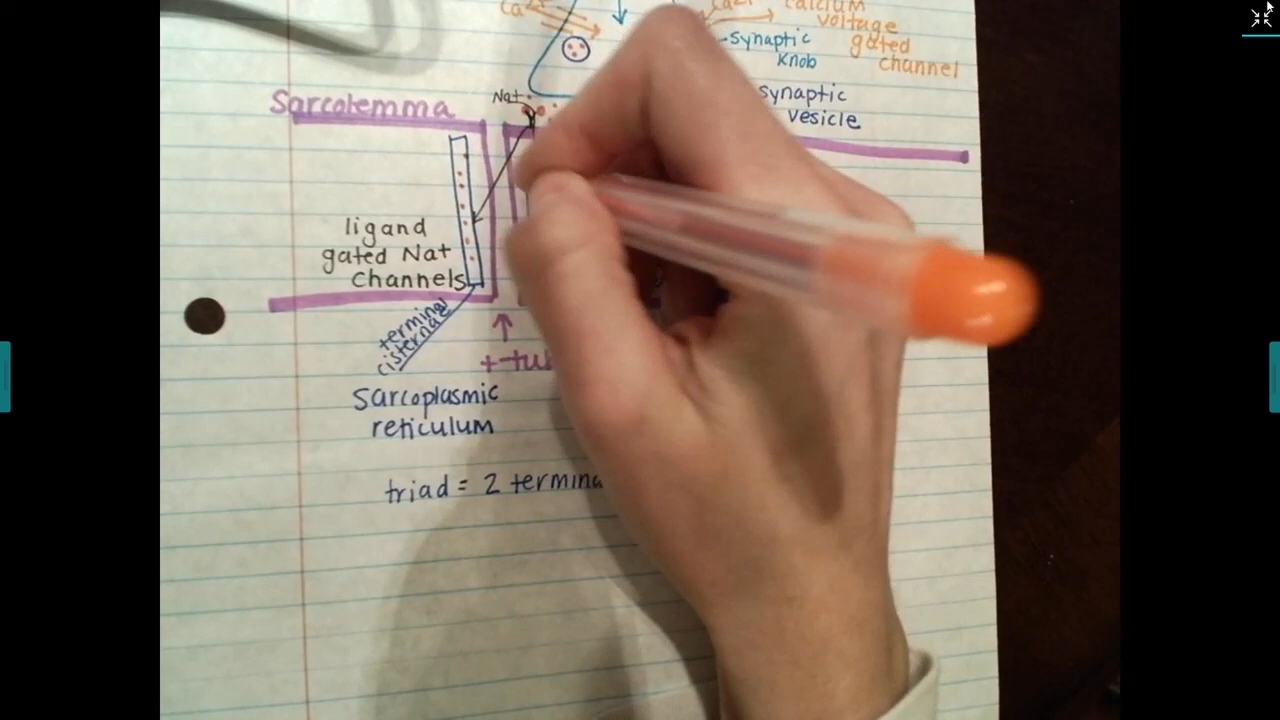 Ca2+
calcium
voltage
gated
channel
synaptic
knob
synaptic
vesicle
Na+
Sarcolemma
ligand
gated Na+
channels
terminal
cisternae
Sarcoplasmic
reticulum
triad = 2